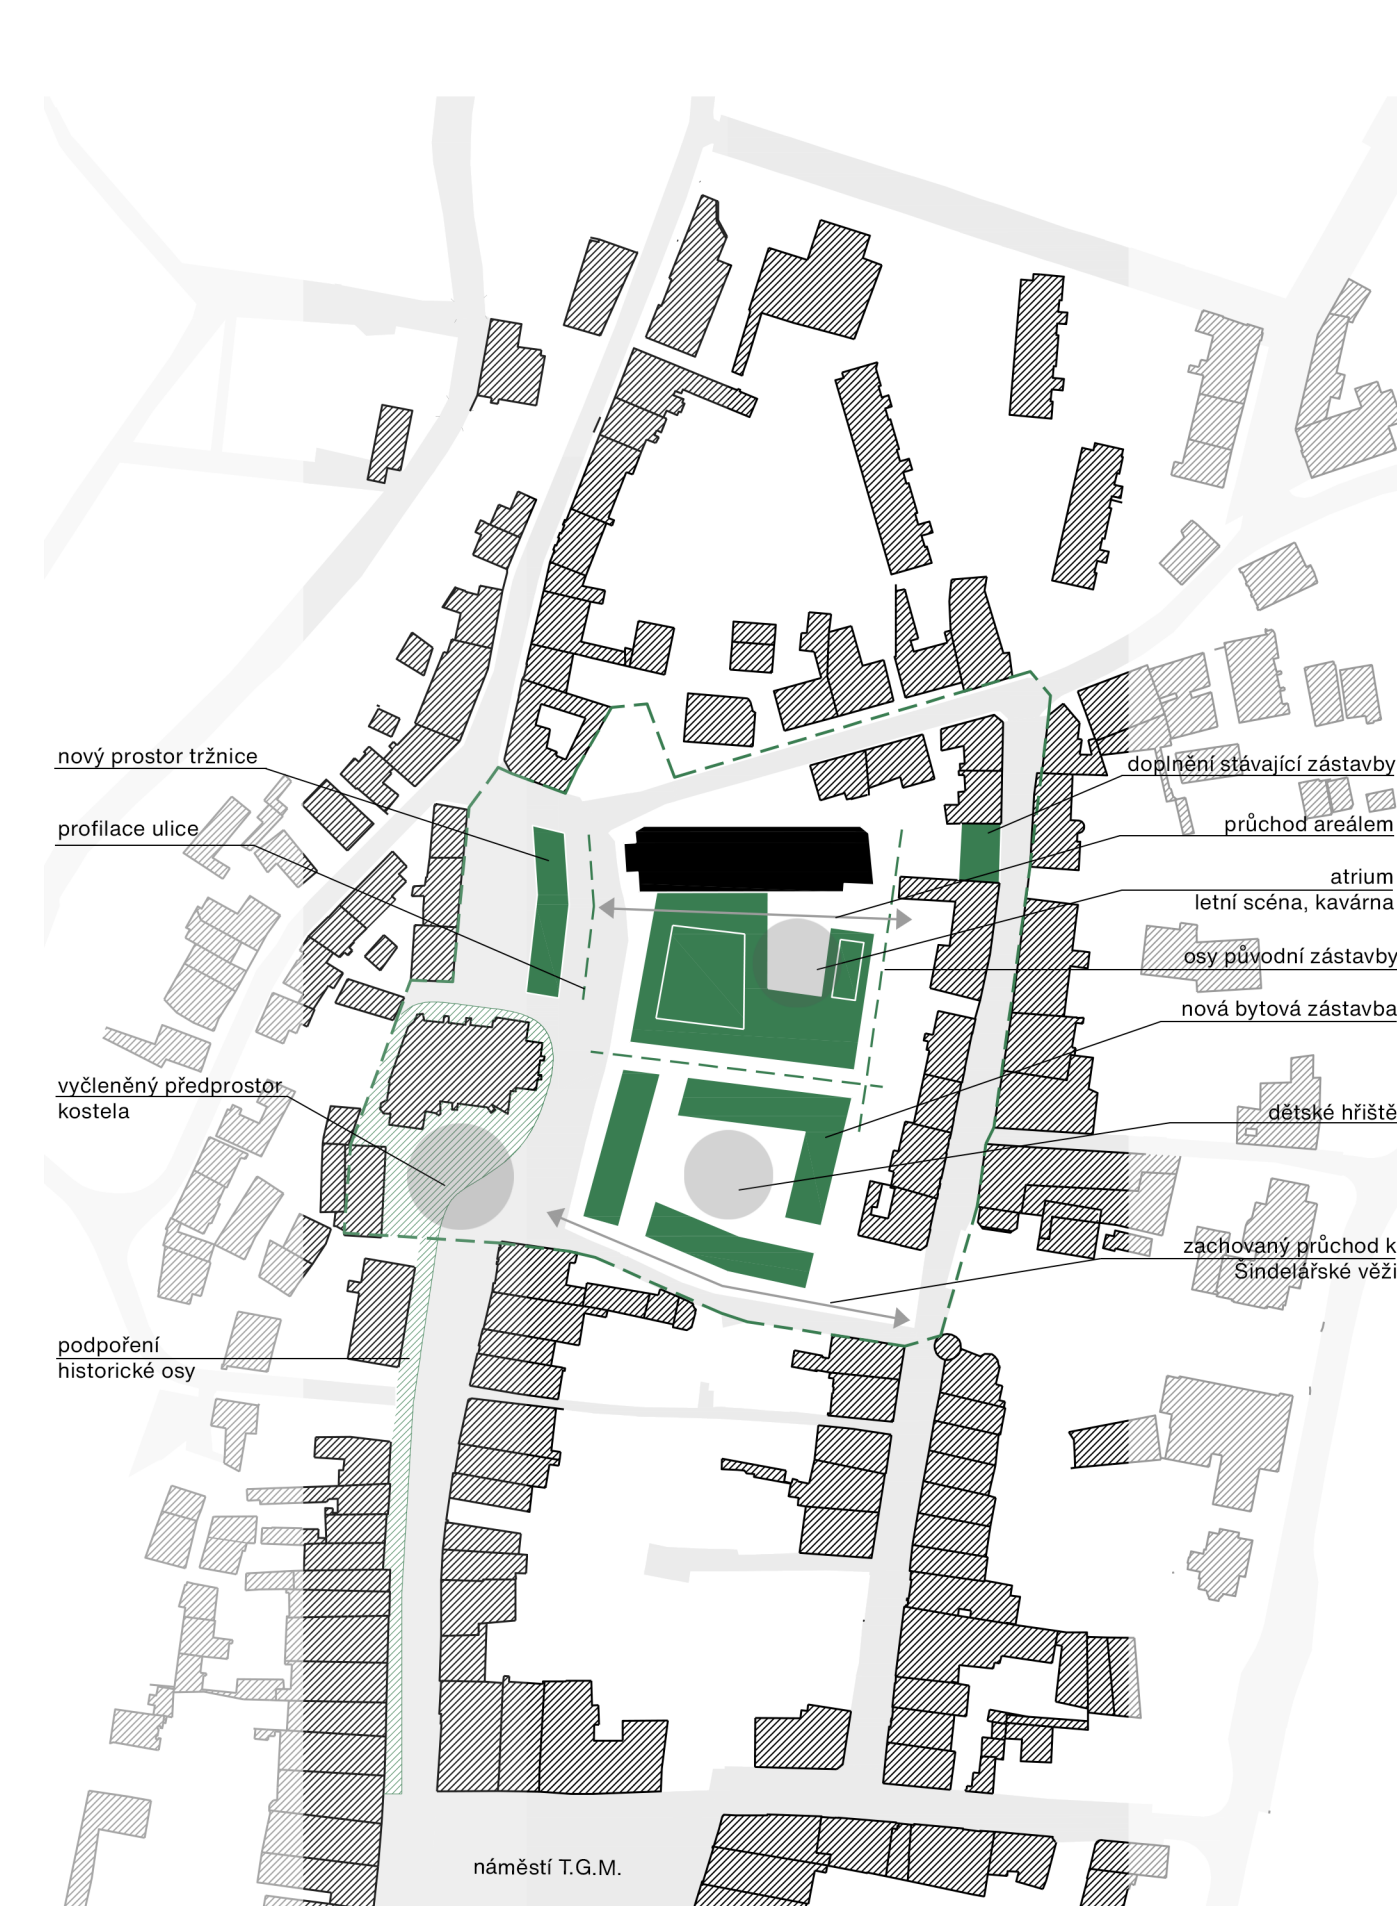 nový prostor tržnice
profilace ulice
vyčleněný předprostor
kostela
podpoření
historické osy
doplnění stávající zástavby
průchod areálem
atrium
letní scéna, kavárna
osy původní zástavby
nová bytová zástavba
dětské hřiště
zachovaný průchod k
Šindelářské věži
náměstí T.G.M.